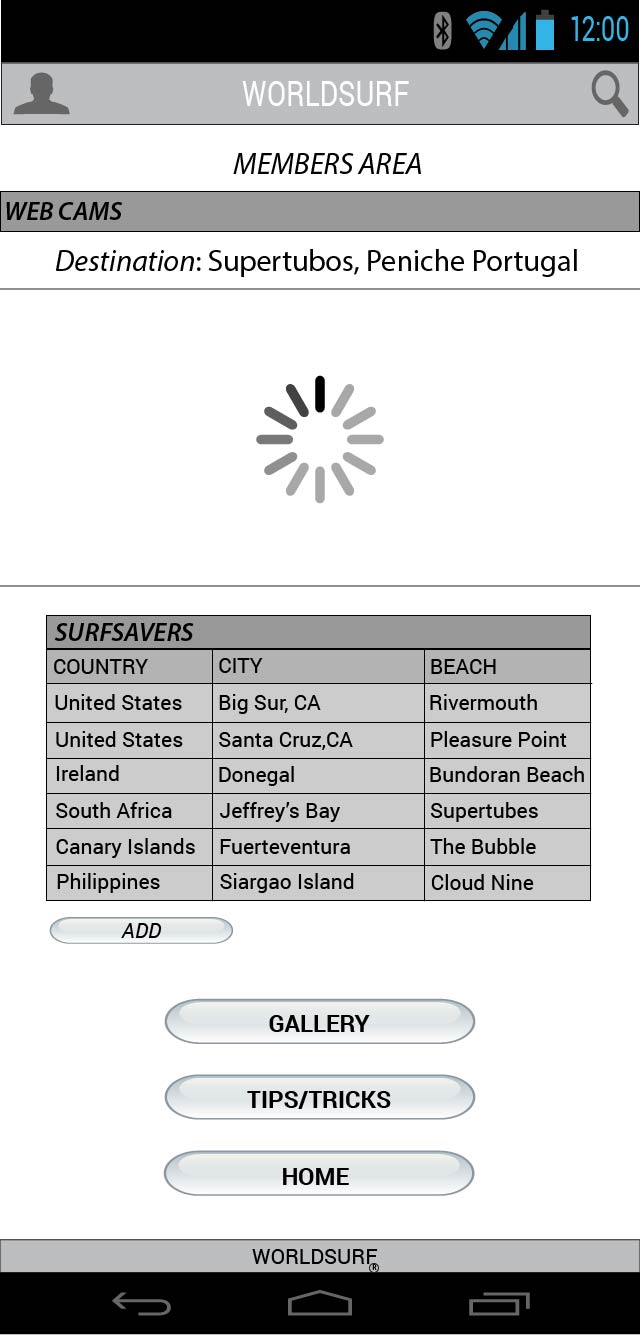 12:00
WORLDSURF
MEMBERS AREA
WEB CAMS
Destination: Supertubos, Peniche Portugal
SURFSAVERS
COUNTRY CITY BEACH
United States Big Sur, CA Rivermouth
United States Santa Cruz,CA Pleasure Point
Ireland Donegal Bundoran Beach
South Africa Jeffrey’s Bay Supertubes
Canary Islands Fuerteventura The Bubble
Philippines Siargao Island Cloud Nine
ADD
GALLERY
TIPS/TRICKS
HOME
WORLDSURF®